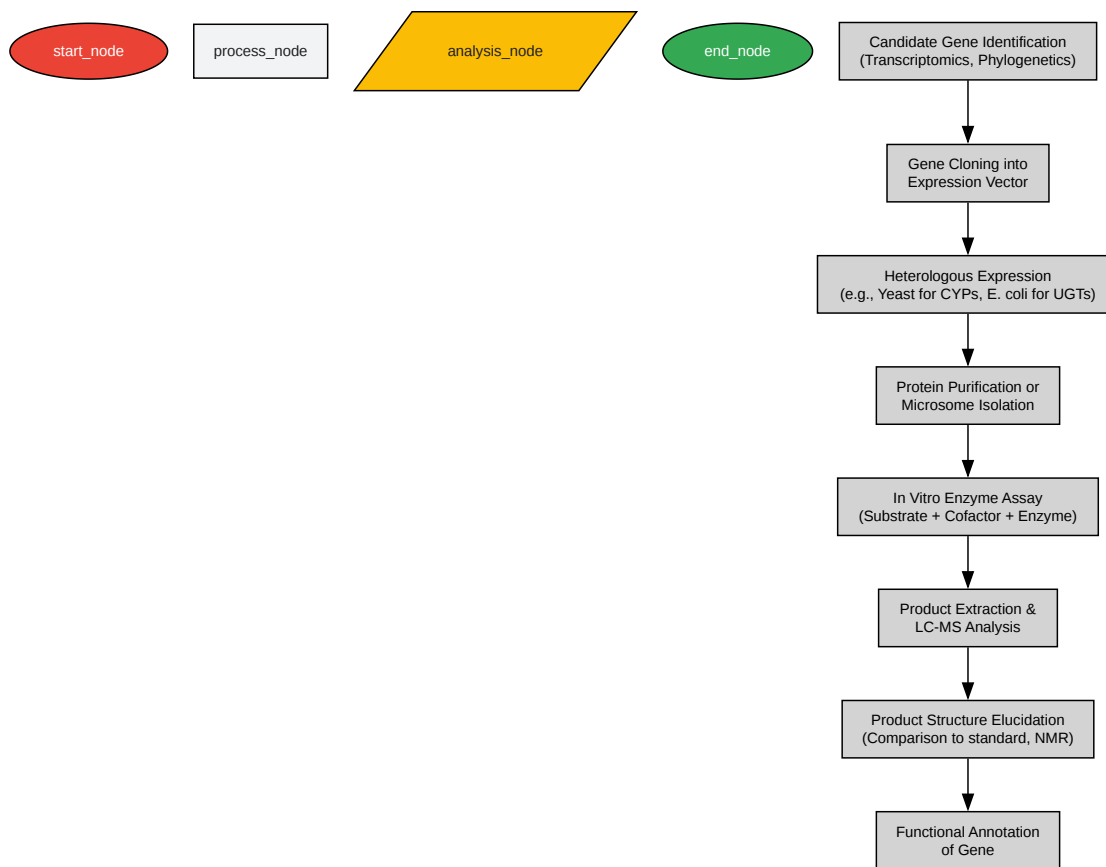 start_node
process_node
analysis_node
end_node
Candidate Gene Identification
(Transcriptomics, Phylogenetics)
Gene Cloning into
Expression Vector
Heterologous Expression
(e.g., Yeast for CYPs, E. coli for UGTs)
Protein Purification or
Microsome Isolation
In Vitro Enzyme Assay
(Substrate + Cofactor + Enzyme)
Product Extraction &
LC-MS Analysis
Product Structure Elucidation
(Comparison to standard, NMR)
Functional Annotation
of Gene